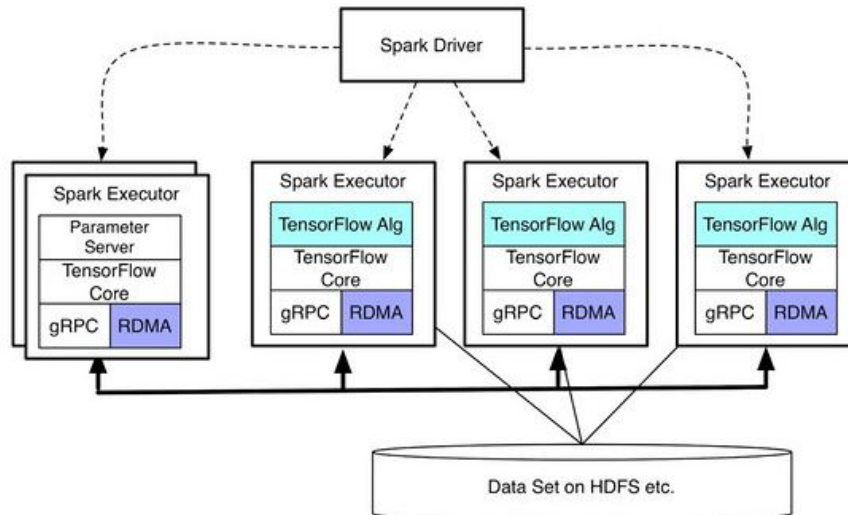 Spark Driver
Spark Executor
Parameter
Server
TensorFlow
Core
gRPC
RDMA
Spark Executor
TensorFlow Alg
TensorFlow
Core
gRPC
RDMA
Spark Executor
TensorFlow Alg
TensorFlow
Core
gRPC
RDMA
Spark Executor
TensorFlow Alg
TensorFlow
Core
gRPC
RDMA
Data Set on HDFS etc.